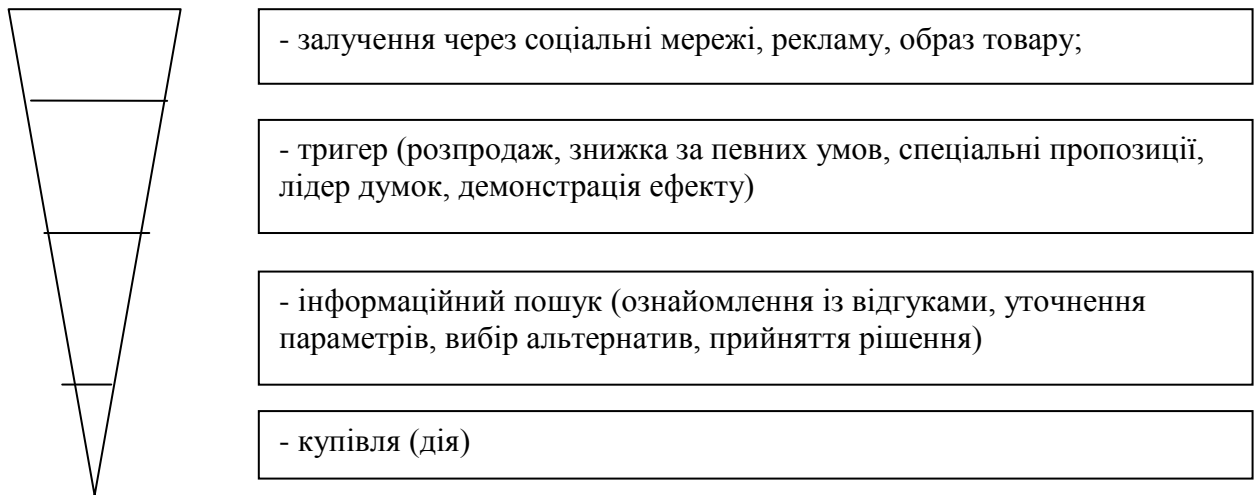 - залучення через соціальні мережі, рекламу, образ товару;
- тригер (розпродаж, знижка за певних умов, спеціальні пропозиції,
лідер думок, демонстрація ефекту)
- інформаційний пошук (ознайомлення із відгуками, уточнення
параметрів, вибір альтернатив, прийняття рішення)
- купівля (дія)